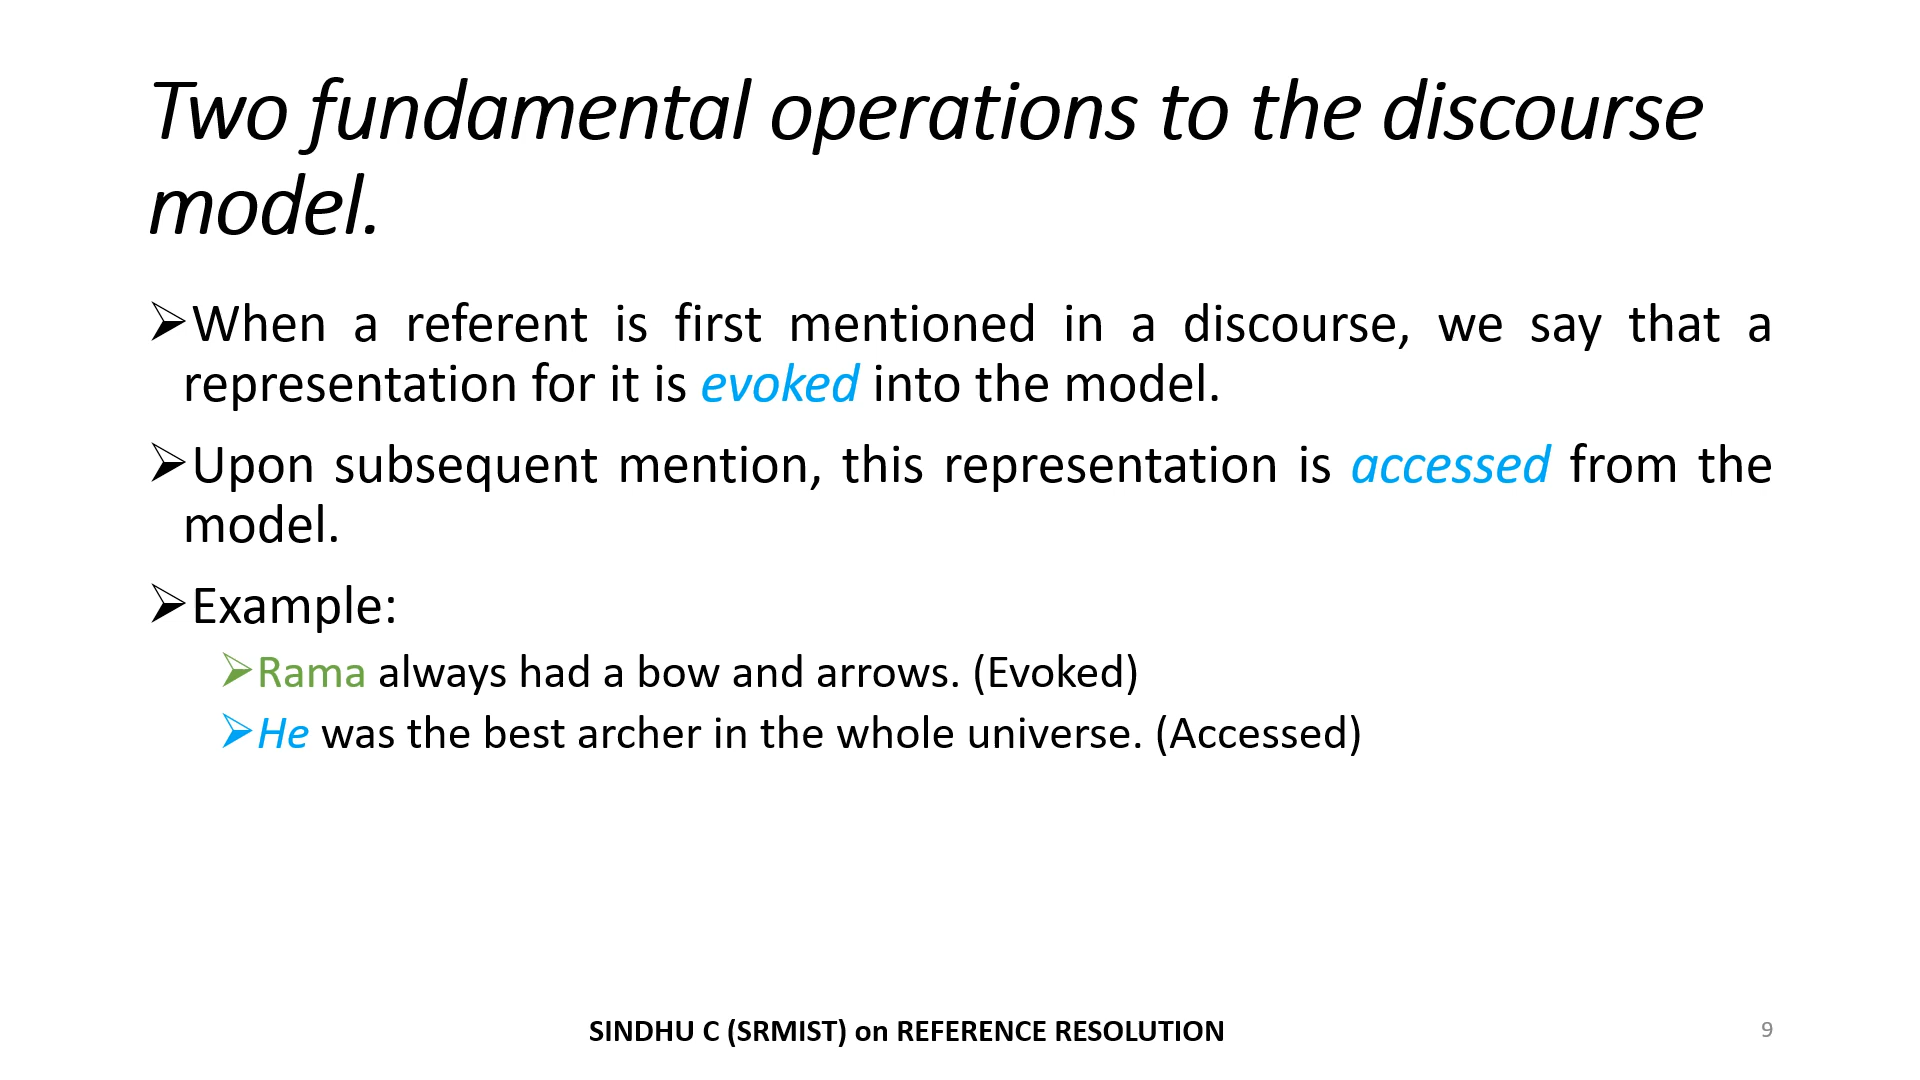 Two fundamental operations to the discourse
model.
➢When a referent is first mentioned in a discourse, we say that a
representation for it is evoked into the model.
➢Upon subsequent mention, this representation is accessed from the
model.
➢Example:
➢Rama always had a bow and arrows. (Evoked)
➢He was the best archer in the whole universe. (Accessed)
SINDHU C (SRMIST) on REFERENCE RESOLUTION
9